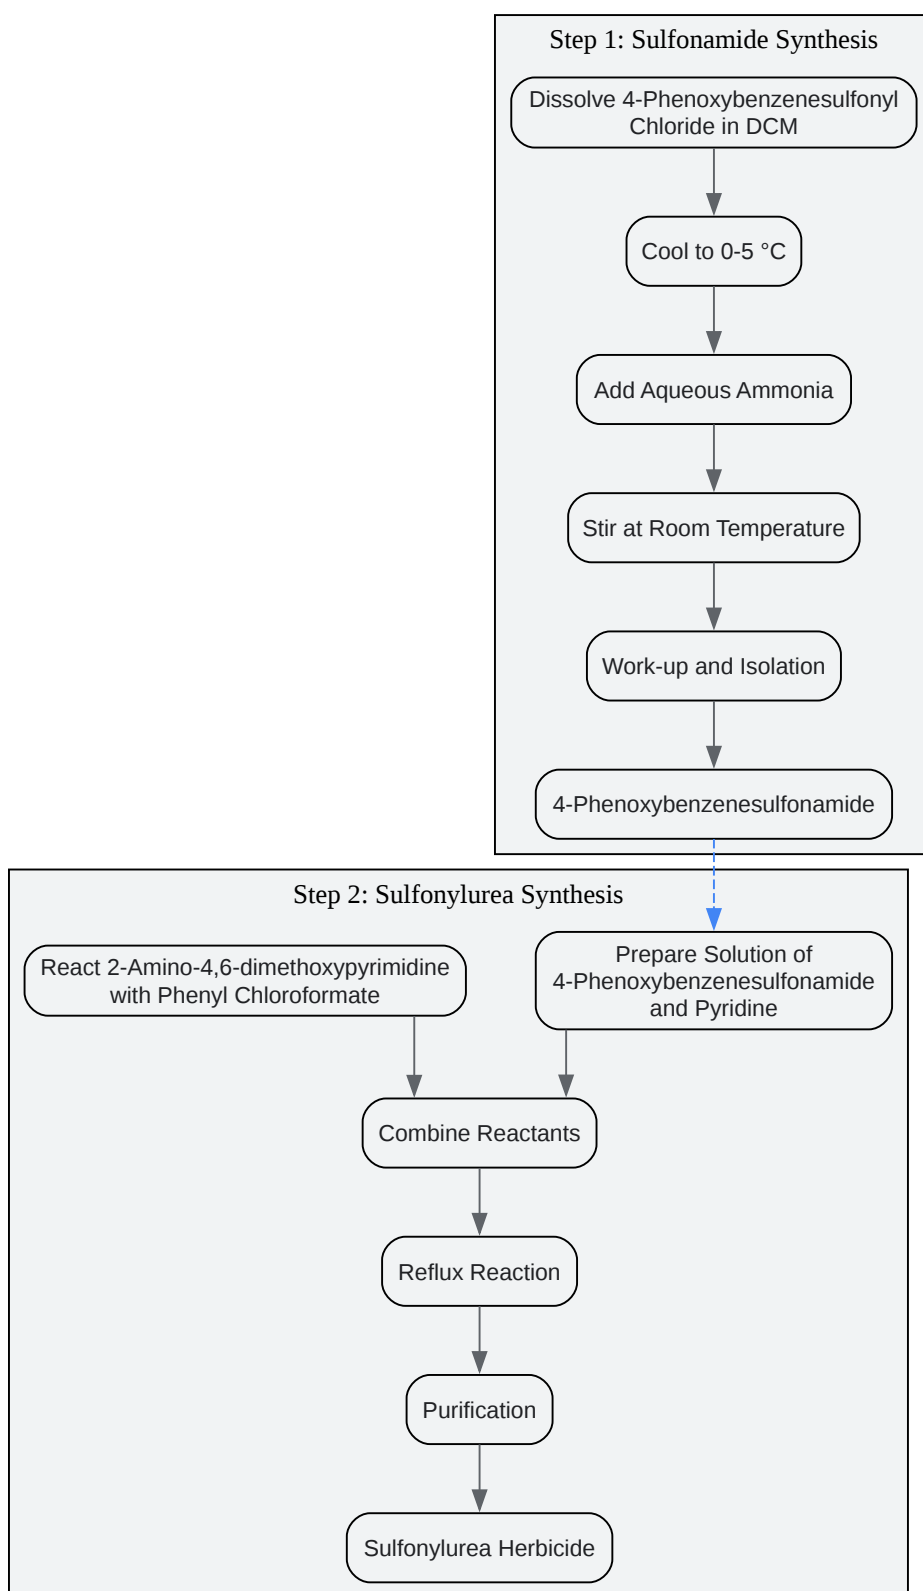 Step 1: Sulfonamide Synthesis
Dissolve 4-Phenoxybenzenesulfonyl
Chloride in DCM
Cool to 0-5 °C
Add Aqueous Ammonia
Stir at Room Temperature
Work-up and Isolation
4-Phenoxybenzenesulfonamide
Step 2: Sulfonylurea Synthesis
React 2-Amino-4,6-dimethoxypyrimidine
with Phenyl Chloroformate
Prepare Solution of
4-Phenoxybenzenesulfonamide
and Pyridine
Combine Reactants
Reflux Reaction
Purification
Sulfonylurea Herbicide